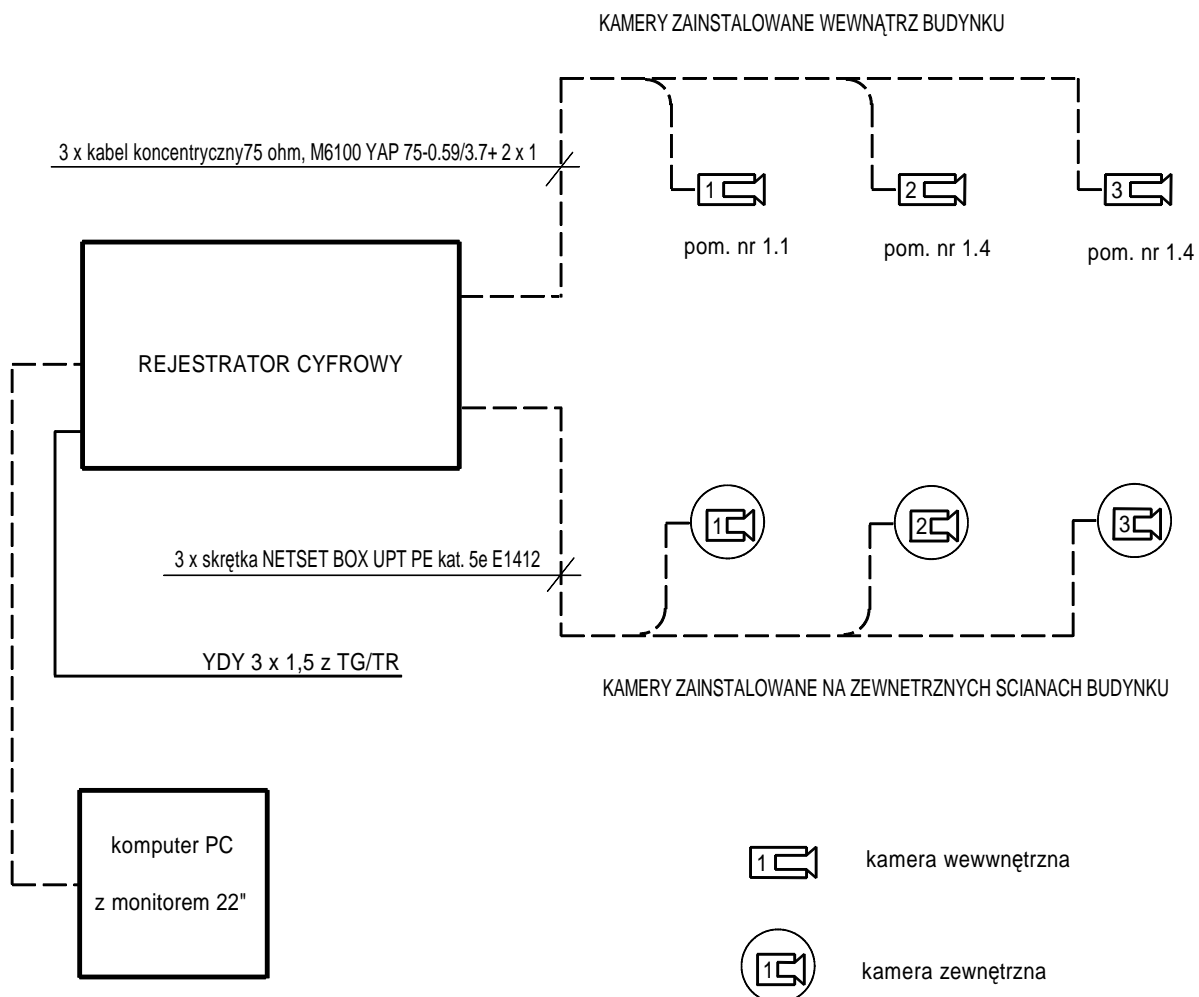 KAMERY ZAINSTALOWANE WEWNĄTRZ BUDYNKU
3 x kabel koncentryczny75 ohm, M6100 YAP 75-0.59/3.7+ 2 x 1
1
2
3
pom. nr 1.1
pom. nr 1.4
pom. nr 1.4
REJESTRATOR CYFROWY
1
2
3
3 x skrętka NETSET BOX UPT PE kat. 5e E1412
YDY 3 x 1,5 z TG/TR
KAMERY ZAINSTALOWANE NA ZEWNETRZNYCH SCIANACH BUDYNKU
komputer PC
z monitorem 22"
1
kamera wewwnętrzna
1
kamera zewnętrzna